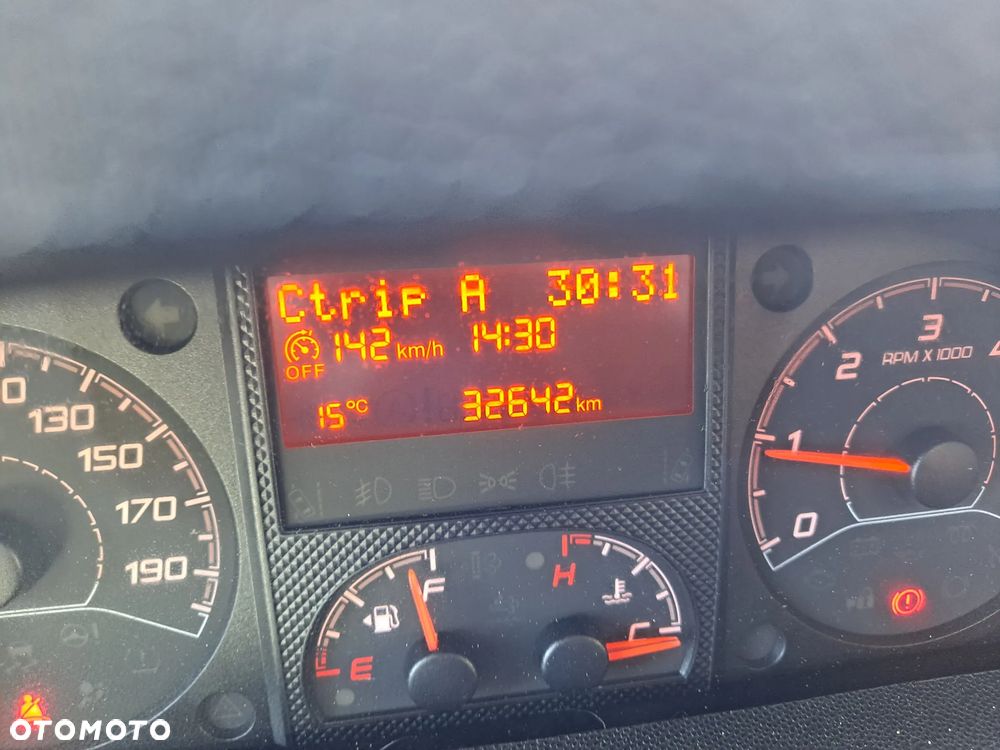 Ctrip A 30:31
OFF 142 km/h 14:30
15°C 32642 km
130
150
170
190
0
1
2
3
4
RPM X 1000
F
E
H
C
OTOMOTO